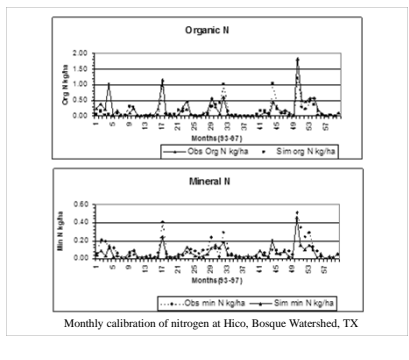 Organic N
Org N kg/ha
2.00
1.50
1.00
0.50
0.00
1 5 9 13 17 21 25 29 33 37 41 45 49 53 57
Months(93-97)
Obs Org N kg/ha Sim org N kg/ha
Mineral N
Min N kg/ha
0.60
0.40
0.20
0.00
1 5 9 13 17 21 25 29 33 37 41 45 49 53 57
Months(93-97)
Obs min N kg/ha Sim min N kg/ha
Monthly calibration of nitrogen at Hico, Bosque Watershed, TX